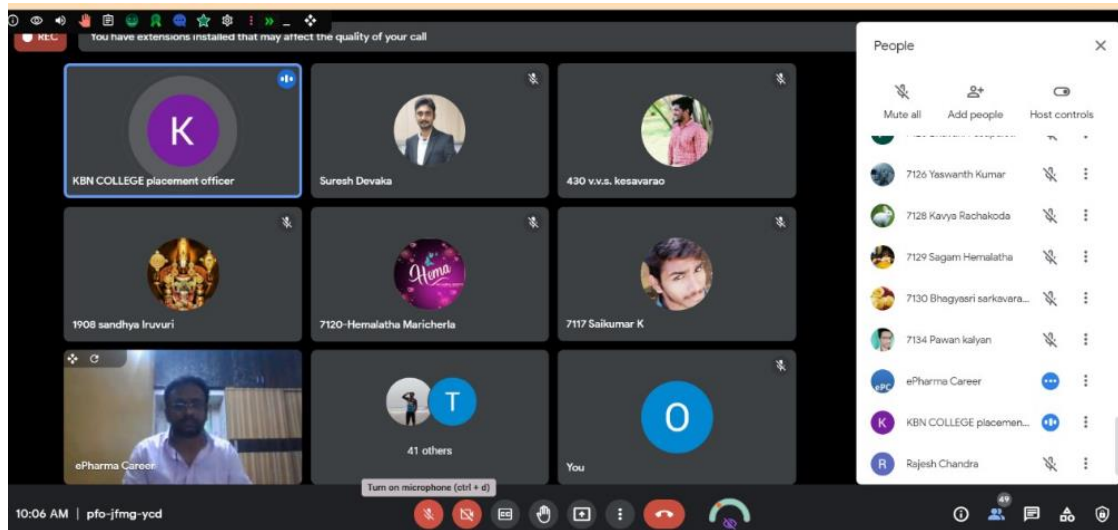 REC
You have extensions installed that may affect the quality of your call
K
KBN COLLEGE placement officer
Suresh Devaka
430 v.v.s. kesavarao
1908 sandhya Iruvuri
Hema
7120-Hemalatha Maricherla
7117 Saikumar K
ePharma Career
T
41 others
O
You
Turn on microphone (ctrl + d)
10:06 AM | pfo-jfmg-ycd
People
Mute all
Add people
Host controls
7126 Yaswanth Kumar
7128 Kavya Rachakoda
7129 Sagam Hemalatha
7130 Bhagyasri sarkavara...
7134 Pawan kalyan
ePC
ePharma Career
K
KBN COLLEGE placemen...
R
Rajesh Chandra
49